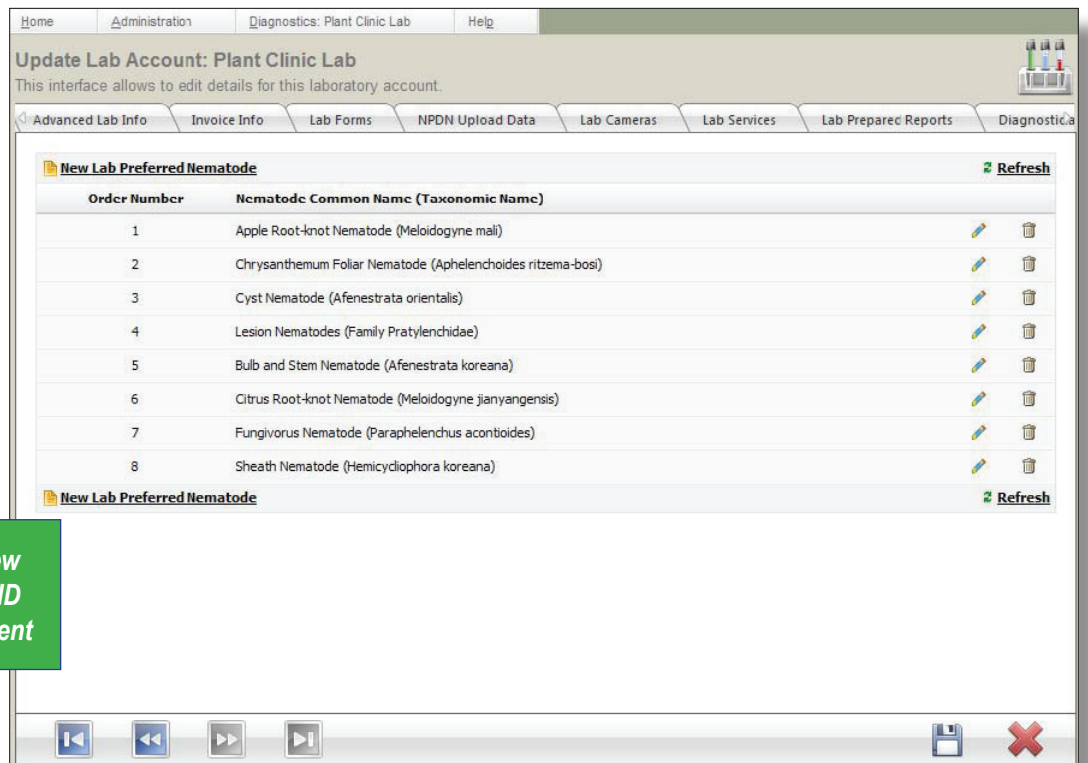 Home Administration Diagnostics: Plant Clinic Lab Help
Update Lab Account: Plant Clinic Lab
This interface allows to edit details for this laboratory account.
Advanced Lab Info Invoice Info Lab Forms NPDN Upload Data Lab Cameras Lab Services Lab Prepared Reports Diagnostic
New Lab Preferred Nematode Refresh
Order Number Nematode Common Name (Taxonomic Name)
1 Apple Root-knot Nematode (Meloidogyne mali)
2 Chrysanthemum Foliar Nematode (Aphelenchoides ritzema-bosi)
3 Cyst Nematode (Afenestrata orientalis)
4 Lesion Nematodes (Family Pratylenchidae)
5 Bulb and Stem Nematode (Afenestrata koreana)
6 Citrus Root-knot Nematode (Meloidogyne jianyangensis)
7 Fungivorus Nematode (Paraphelenchus acontioides)
8 Sheath Nematode (Hemicycliophora koreana)
New Lab Preferred Nematode Refresh